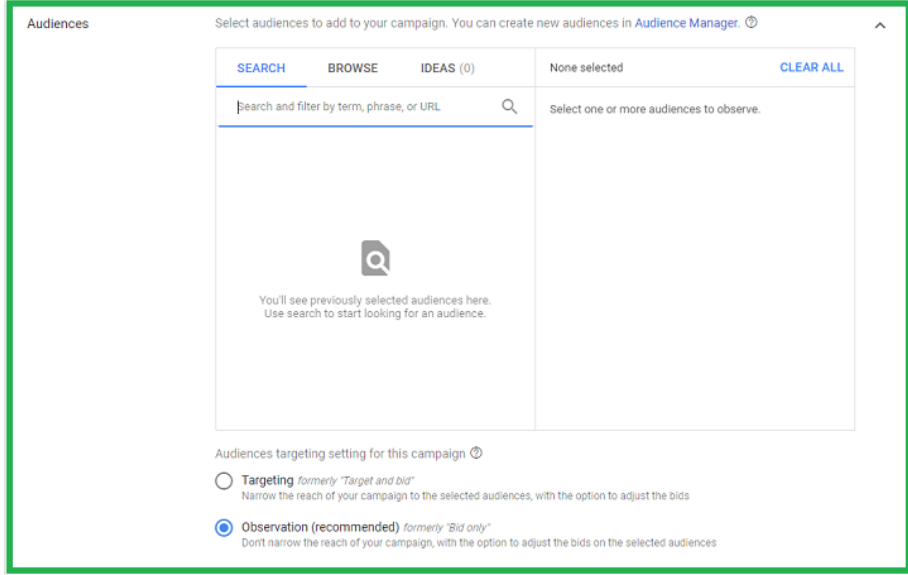 Audiences
Select audiences to add to your campaign. You can create new audiences in Audience Manager.
SEARCH BROWSE IDEAS (0)
None selected CLEAR ALL
Search and filter by term, phrase, or URL
Select one or more audiences to observe.
You'll see previously selected audiences here.
Use search to start looking for an audience.
Audiences targeting setting for this campaign
Targeting formerly "Target and bid"
Narrow the reach of your campaign to the selected audiences, with the option to adjust the bids
Observation (recommended) formerly "Bid only"
Don't narrow the reach of your campaign, with the option to adjust the bids on the selected audiences